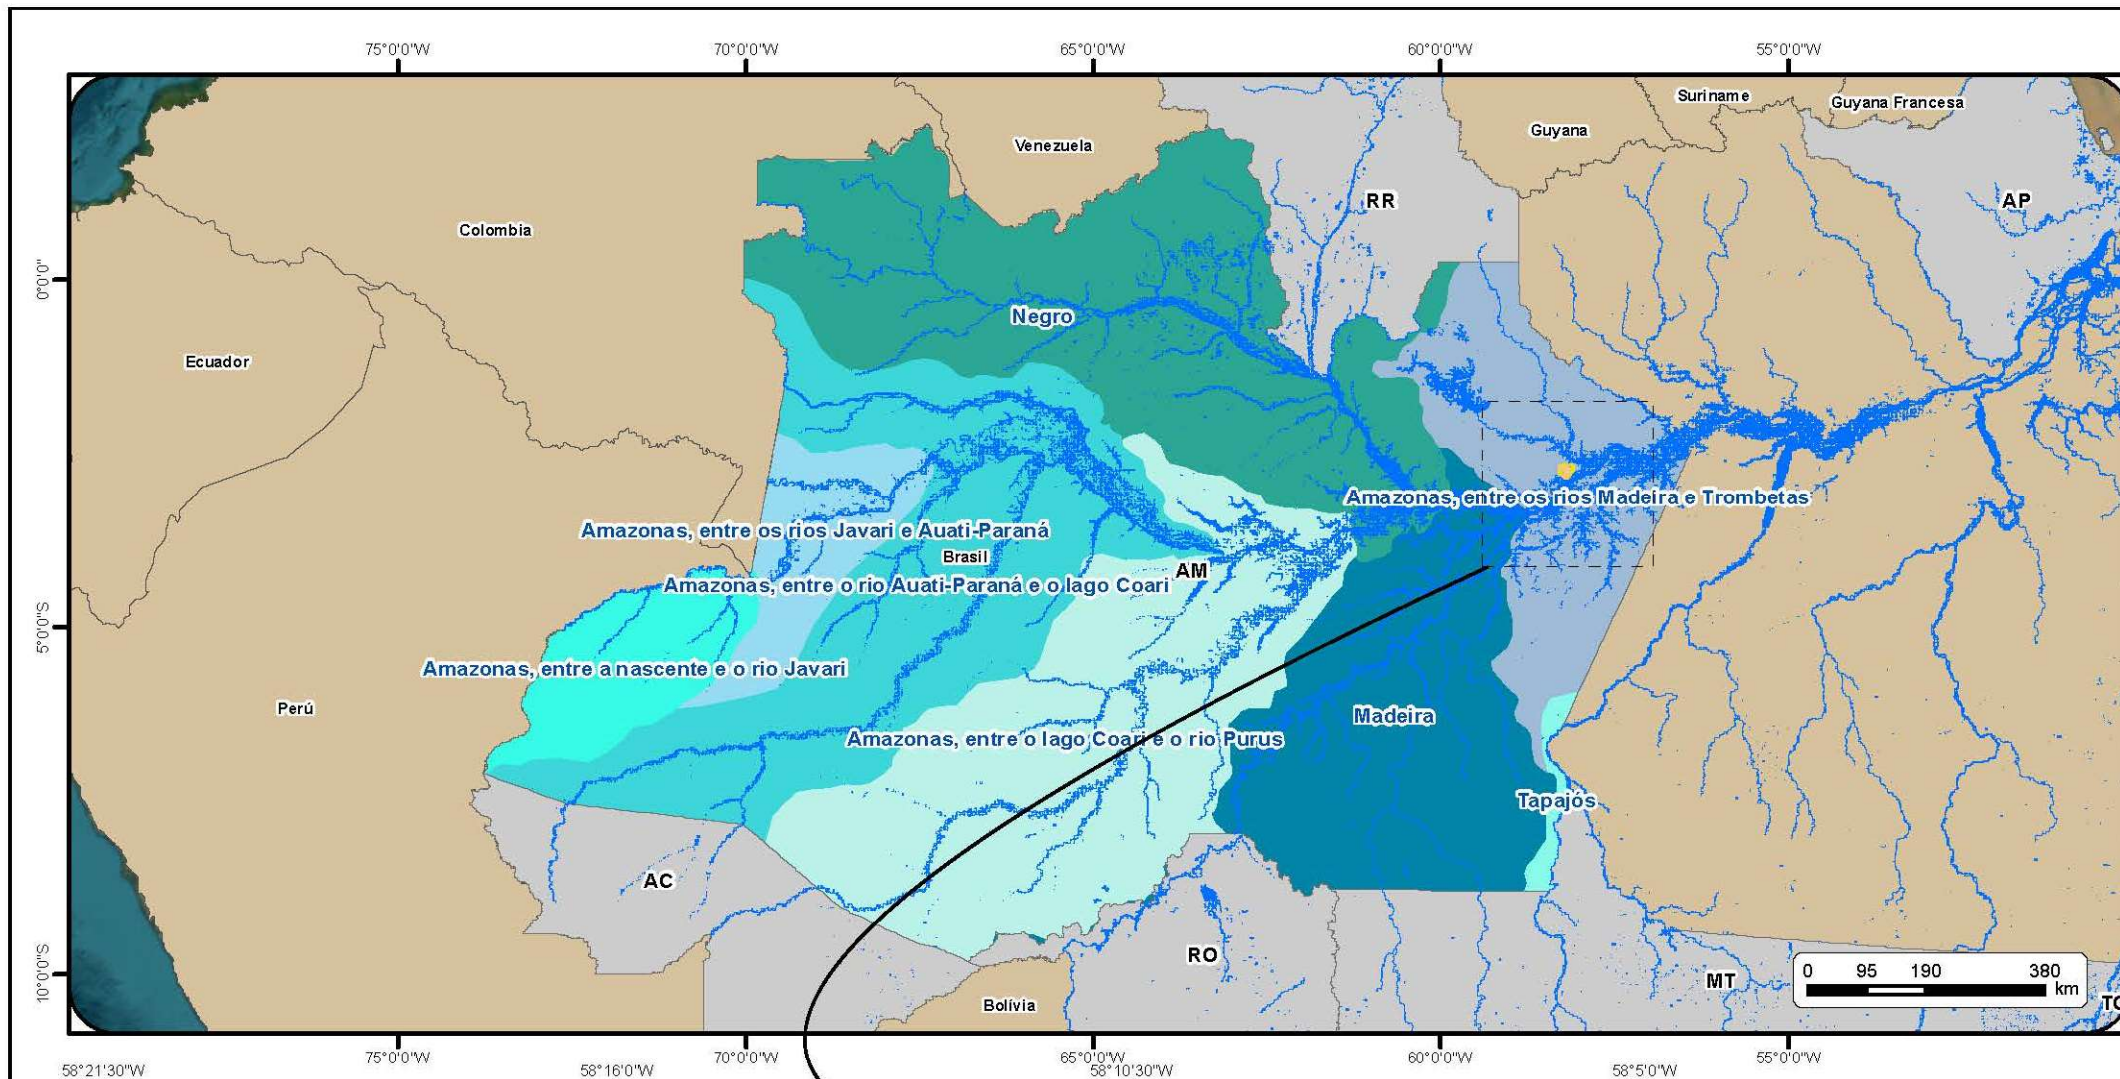 75°0'0"W 70°0'0"W 65°0'0"W 60°0'0"W 55°0'0"W
Suriname
Guyana Francesa
Guyana
Venezuela
RR
AP
Colombia
0°0'0"
Negro
Ecuador
Amazonas, entre os rios Madeira e Trombetas
Amazonas, entre os rios Javari e Auati-Paraná
Brasil
AM
Amazonas, entre o rio Auati-Paraná e o lago Coari
5°0'0"S
Amazonas, entre a nascente e o rio Javari
Perú
Madeira
Amazonas, entre o lago Coari e o rio Purus
Tapajós
AC
RO
10°0'0"S
MT
0 95 190 380
km
Bolívia
75°0'0"W 70°0'0"W 65°0'0"W 60°0'0"W 55°0'0"W
58°21'30"W 58°16'0"W 58°10'30"W 58°5'0"W